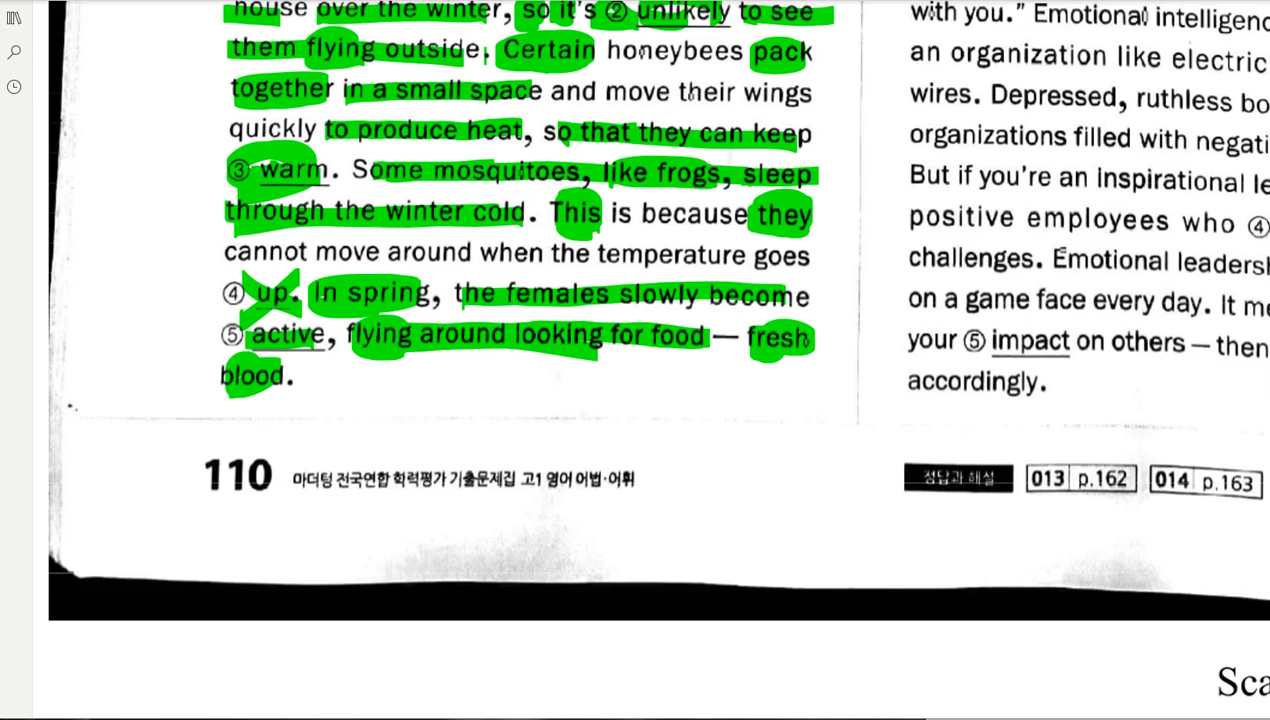 house over the winter, so it's ② unlikely to see
them flying outside. Certain honeybees pack
together in a small space and move their wings
quickly to produce heat, so that they can keep
③ warm. Some mosquitoes, like frogs, sleep
through the winter cold. This is because they
cannot move around when the temperature goes
④ up. In spring, the females slowly become
⑤ active, flying around looking for food — fresh
blood.
with you." Emotional intelligenc
an organization like electric
wires. Depressed, ruthless bo
organizations filled with negati
But if you're an inspirational le
positive employees who ④
challenges. Emotional leadersh
on a game face every day. It me
your ⑤ impact on others — then
accordingly.
110 마더텅 전국연합 학력평가 기출문제집 고1 영어 어법·어휘
정답과 해설 013 p.162 014 p.163
Sca